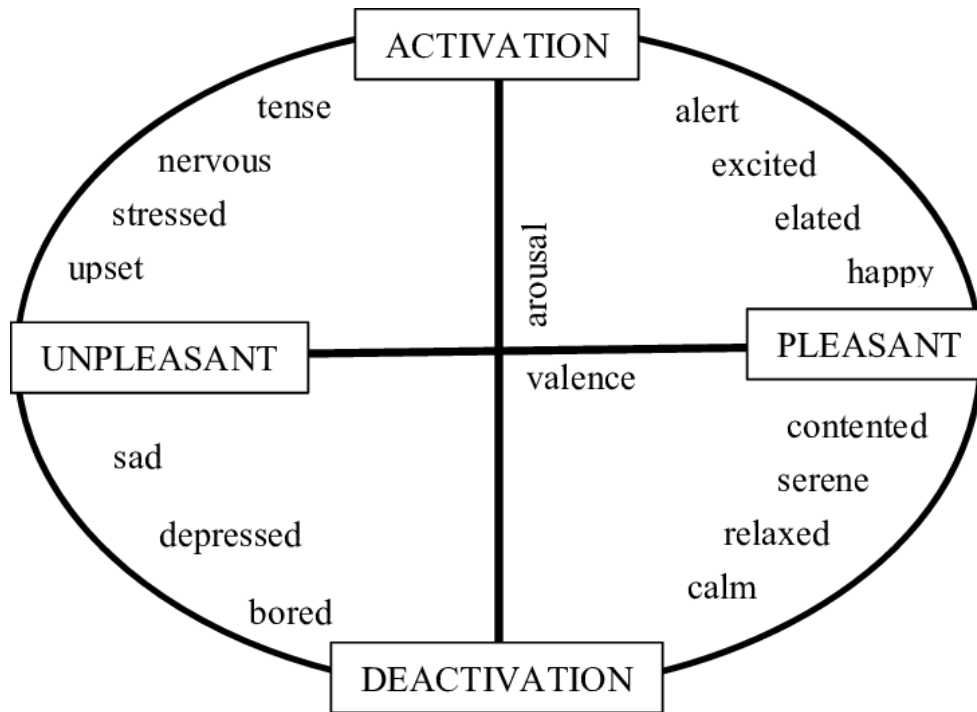 ACTIVATION
tense
alert
nervous
excited
stressed
elated
upset
happy
arousal
UNPLEASANT
PLEASANT
valence
contented
sad
serene
depressed
relaxed
calm
bored
DEACTIVATION